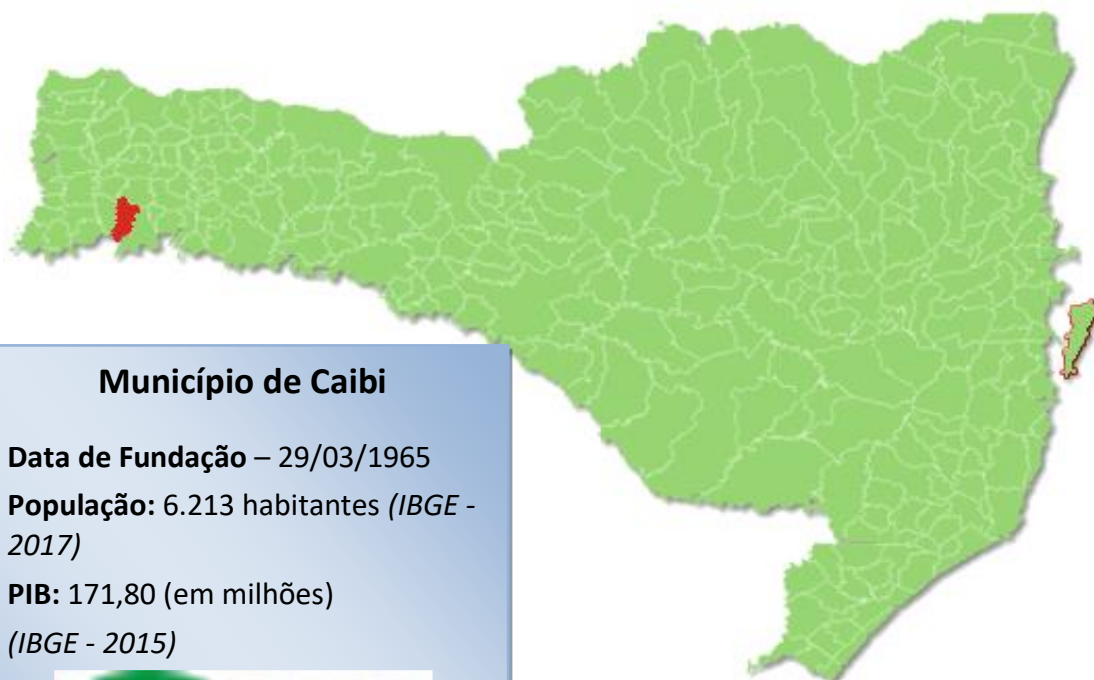 Município de Caibi
Data de Fundação – 29/03/1965
População: 6.213 habitantes (IBGE -
2017)
PIB: 171,80 (em milhões)
(IBGE - 2015)